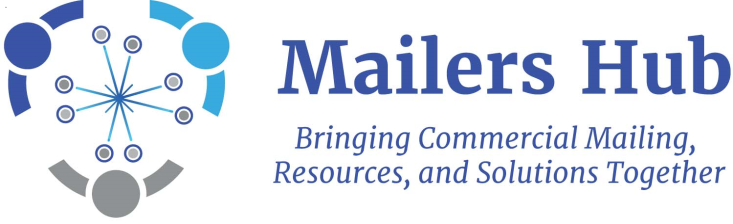 Mailers Hub
Bringing Commercial Mailing,
Resources, and Solutions Together